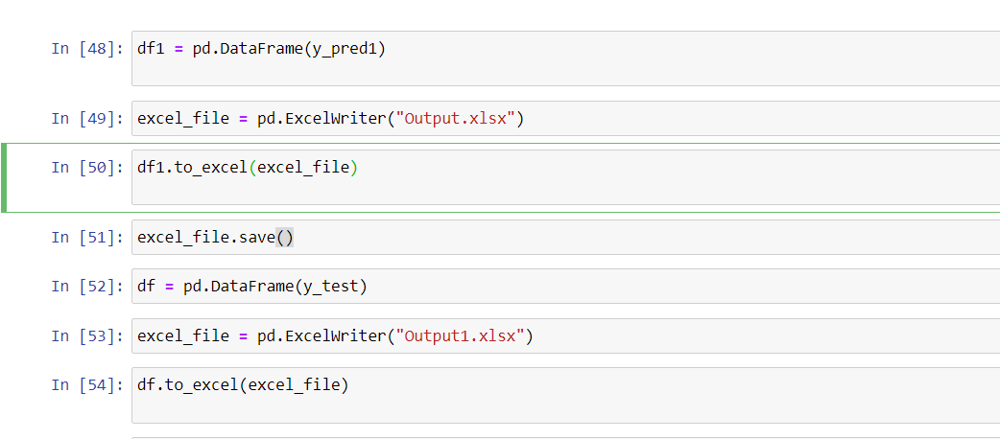 In [48]: df1 = pd.DataFrame(y_pred1)
In [49]: excel_file = pd.ExcelWriter("Output.xlsx")
In [50]: df1.to_excel(excel_file)
In [51]: excel_file.save()
In [52]: df = pd.DataFrame(y_test)
In [53]: excel_file = pd.ExcelWriter("Output1.xlsx")
In [54]: df.to_excel(excel_file)